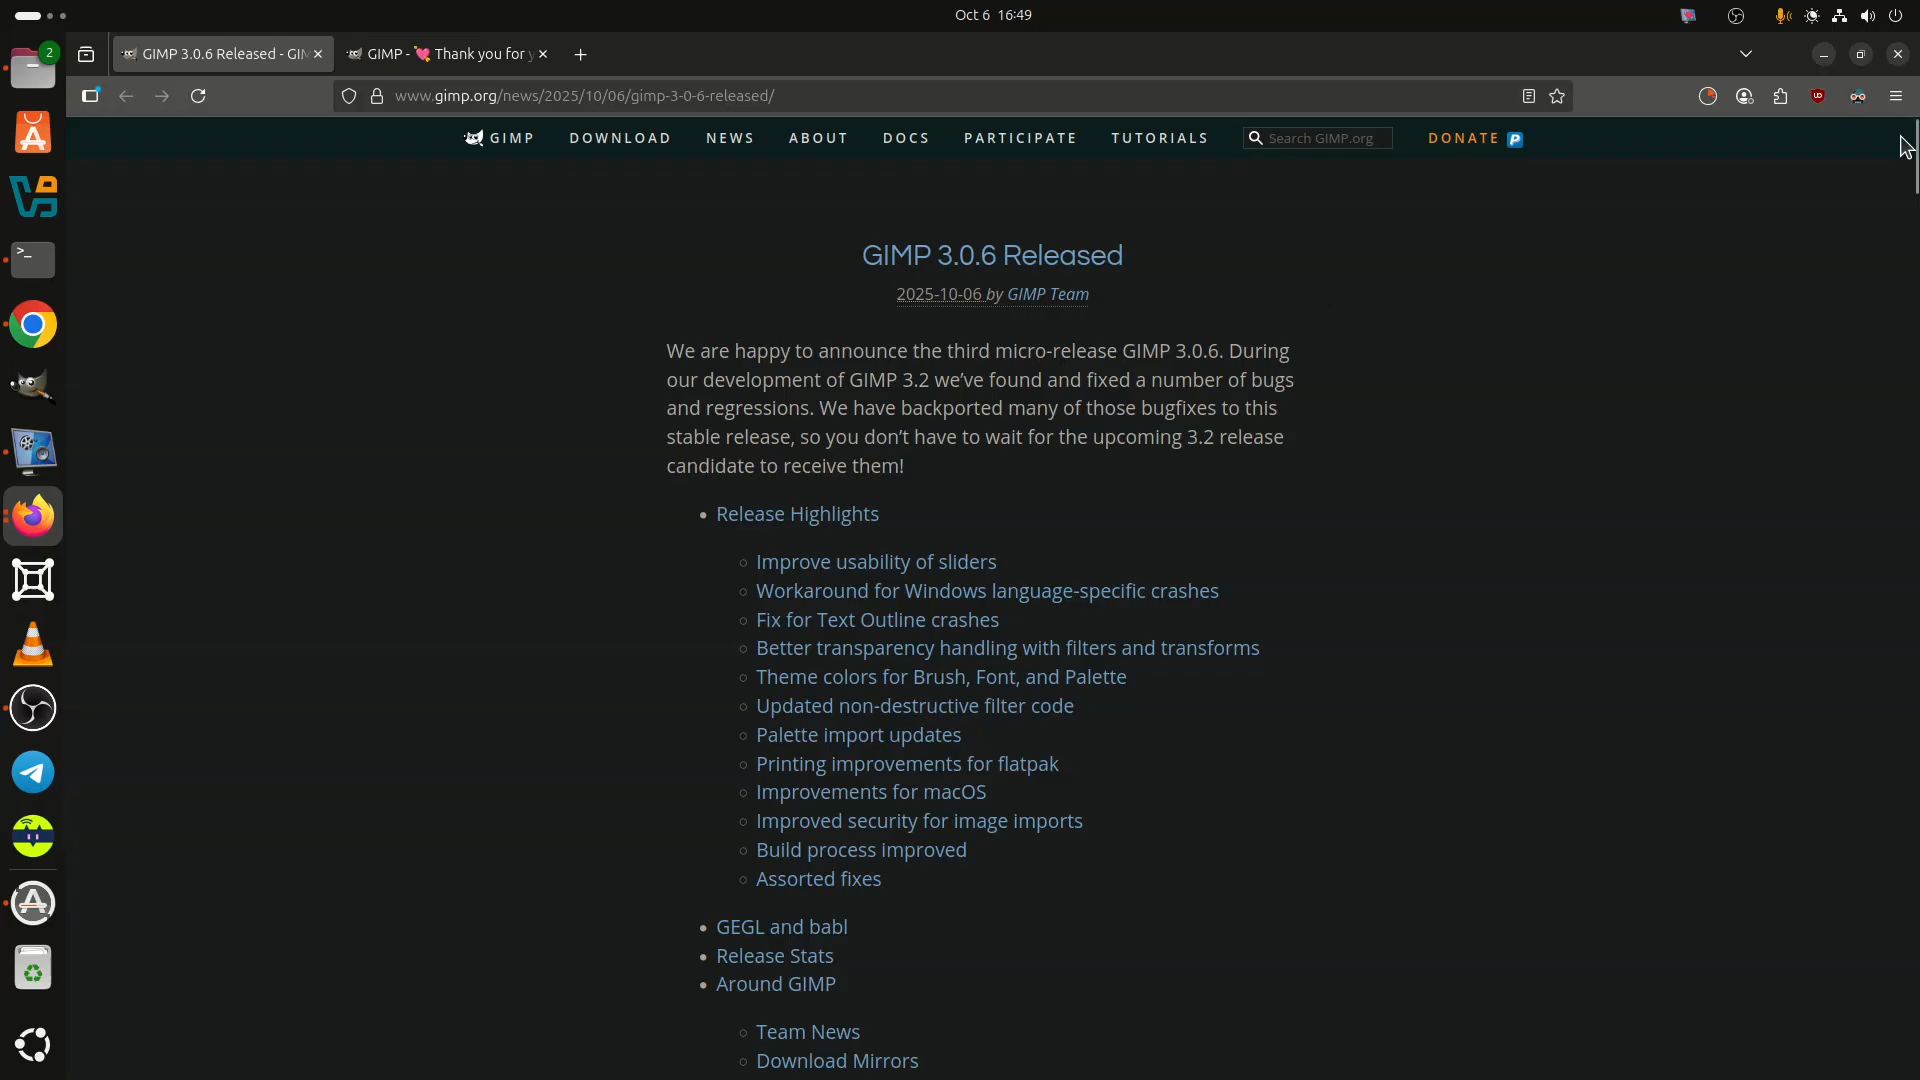 Oct 6 16:49
2
GIMP 3.0.6 Released - GIM
GIMP - 💘 Thank you for y
www.gimp.org/news/2025/10/06/gimp-3-0-6-released/
GIMP
DOWNLOAD
NEWS
ABOUT
DOCS
PARTICIPATE
TUTORIALS
Search GIMP.org
DONATE
GIMP 3.0.6 Released
2025-10-06 by GIMP Team
We are happy to announce the third micro-release GIMP 3.0.6. During
our development of GIMP 3.2 we’ve found and fixed a number of bugs
and regressions. We have backported many of those bugfixes to this
stable release, so you don’t have to wait for the upcoming 3.2 release
candidate to receive them!
Release Highlights
Improve usability of sliders
Workaround for Windows language-specific crashes
Fix for Text Outline crashes
Better transparency handling with filters and transforms
Theme colors for Brush, Font, and Palette
Updated non-destructive filter code
Palette import updates
Printing improvements for flatpak
Improvements for macOS
Improved security for image imports
Build process improved
Assorted fixes
GEGL and babl
Release Stats
Around GIMP
Team News
Download Mirrors